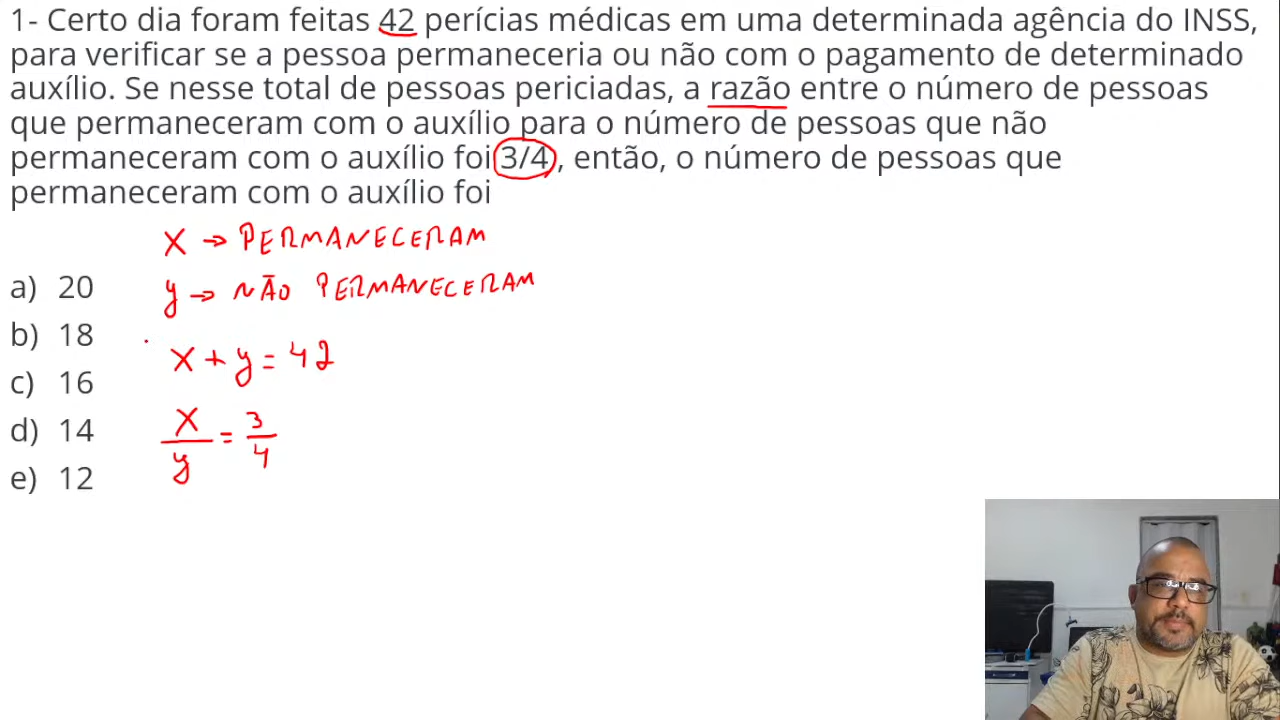 1- Certo dia foram feitas 42 perícias médicas em uma determinada agência do INSS,
para verificar se a pessoa permaneceria ou não com o pagamento de determinado
auxílio. Se nesse total de pessoas periciadas, a razão entre o número de pessoas
que permaneceram com o auxílio para o número de pessoas que não
permaneceram com o auxílio foi 3/4, então, o número de pessoas que
permaneceram com o auxílio foi
X → PERMANECERAM
a) 20
y → NÃO PERMANECERAM
b) 18
X + y = 42
c) 16
d) 14
X/y = 3/4
e) 12